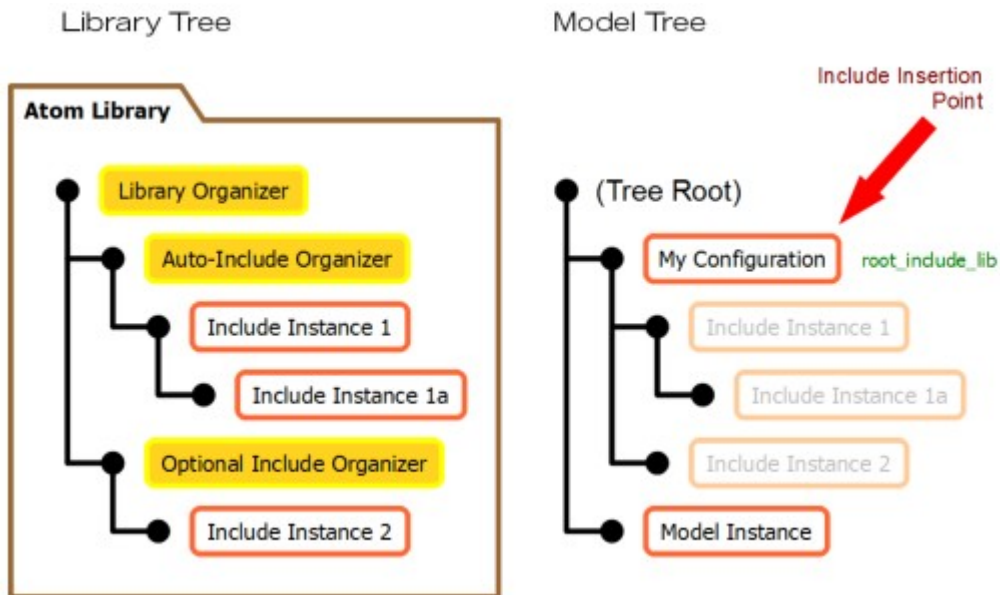 Library Tree
Model Tree
Include Insertion
Point
Atom Library
Library Organizer
(Tree Root)
Auto-Include Organizer
My Configuration
root_include_lib
Include Instance 1
Include Instance 1
Include Instance 1a
Include Instance 1a
Optional Include Organizer
Include Instance 2
Include Instance 2
Model Instance